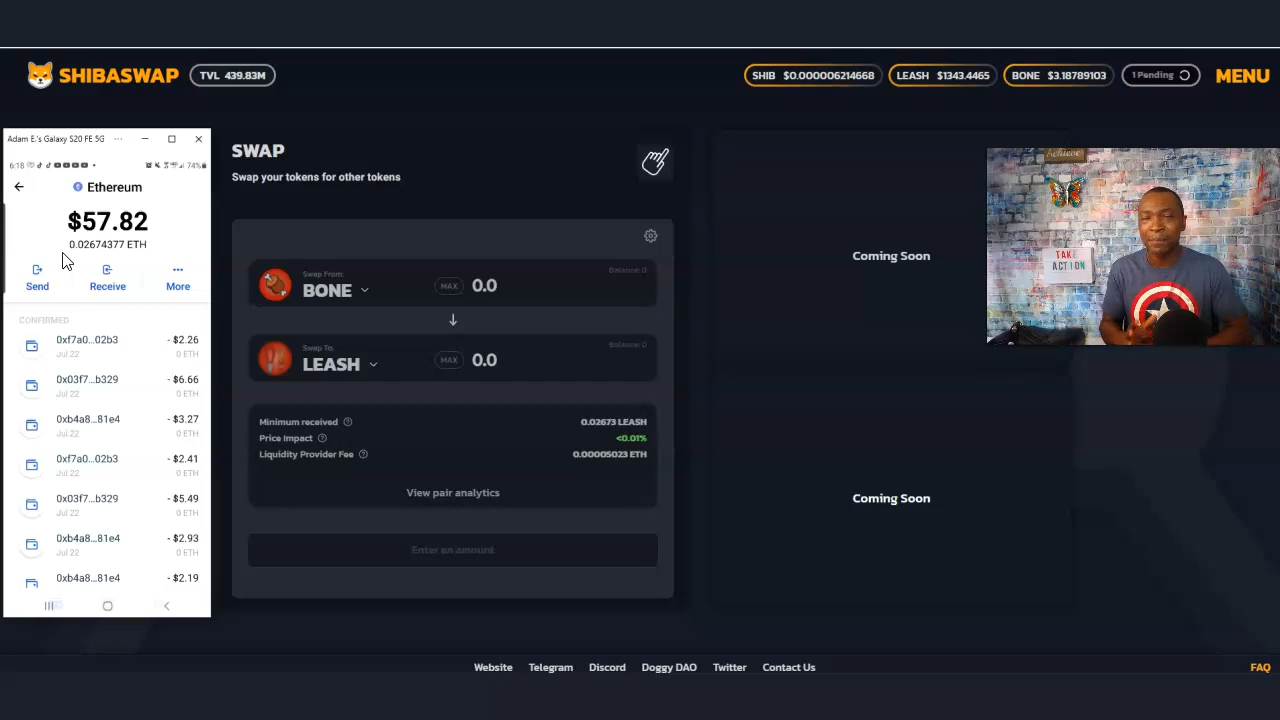 SHIBASWAP
TVL 439.83M
SHIB $0.000006214668
LEASH $1343.4465
BONE $3.18789103
1 Pending
MENU
Adam E.'s Galaxy S20 FE 5G
6:18
74%
Ethereum
$57.82
0.02674377 ETH
Send
Receive
More
CONFIRMED
0xf7a0...02b3 - $2.26
Jul 22 0 ETH
0x03f7...b329 - $6.66
Jul 22 0 ETH
0xb4a8...81e4 - $3.27
Jul 22 0 ETH
0xf7a0...02b3 - $2.41
Jul 22 0 ETH
0x03f7...b329 - $5.49
Jul 22 0 ETH
0xb4a8...81e4 - $2.93
Jul 22 0 ETH
0xb4a8...81e4 - $2.19
SWAP
Swap your tokens for other tokens
Swap From:
Balance: 0
BONE
MAX
0.0
Swap To:
Balance: 0
LEASH
MAX
0.0
Minimum received 0.02673 LEASH
Price Impact <0.01%
Liquidity Provider Fee 0.00005023 ETH
View pair analytics
Enter an amount
Coming Soon
Coming Soon
Achieve
TAKE
ACTION
Website
Telegram
Discord
Doggy DAO
Twitter
Contact Us
FAQ